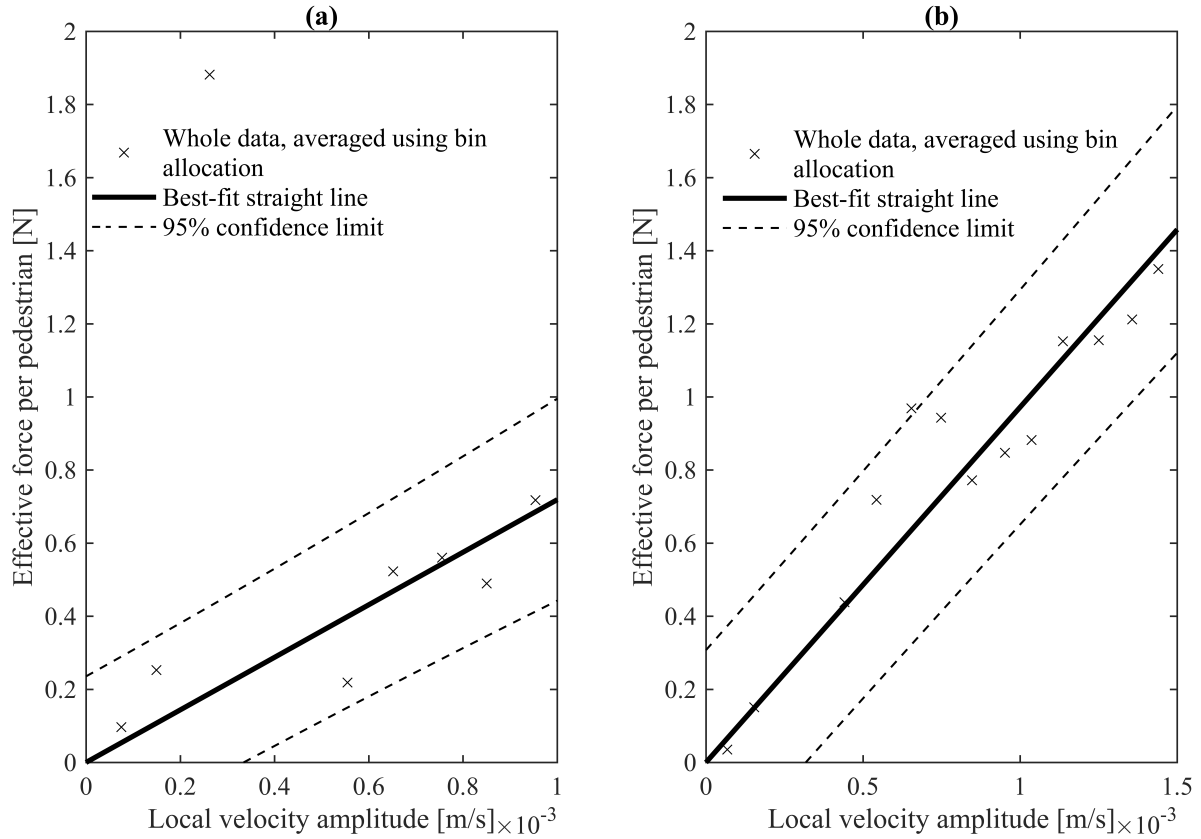 (a)
2
1.8
1.6
1.4
1.2
1
0.8
0.6
0.4
0.2
0
Effective force per pedestrian [N]
Whole data, averaged using bin
allocation
Best-fit straight line
95% confidence limit
0 0.2 0.4 0.6 0.8 1
Local velocity amplitude [m/s] ×10⁻³
(b)
2
1.8
1.6
1.4
1.2
1
0.8
0.6
0.4
0.2
0
Effective force per pedestrian [N]
Whole data, averaged using bin
allocation
Best-fit straight line
95% confidence limit
0 0.5 1 1.5
Local velocity amplitude [m/s] ×10⁻³